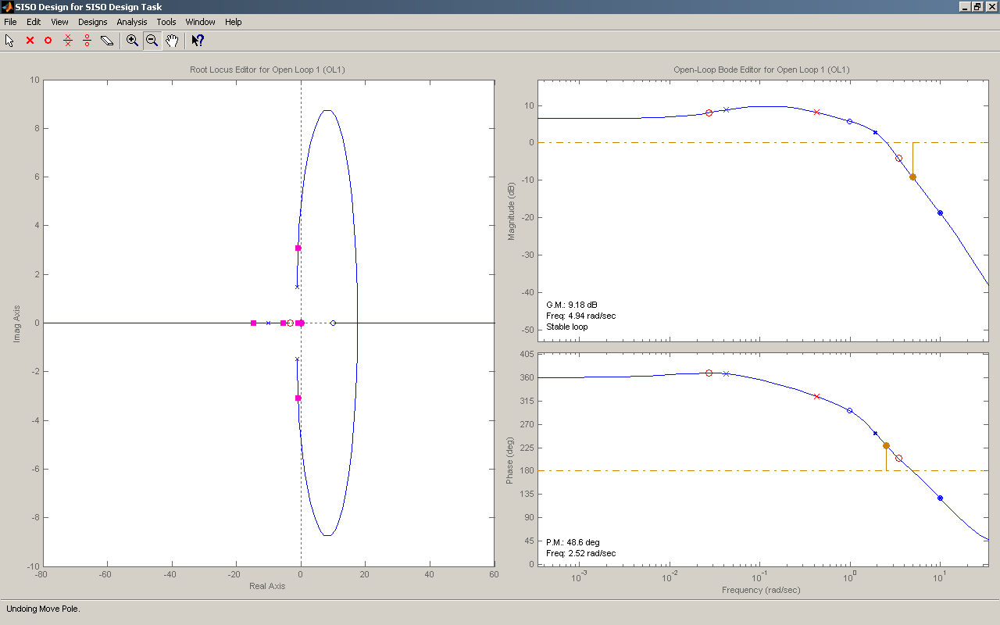 SISO Design for SISO Design Task
File Edit View Designs Analysis Tools Window Help
Root Locus Editor for Open Loop 1 (OL1)
10
8
6
4
2
0
-2
-4
-6
-8
-10
Imag Axis
-80 -60 -40 -20 0 20 40 60
Real Axis
Open-Loop Bode Editor for Open Loop 1 (OL1)
10
0
-10
-20
-30
-40
-50
Magnitude (dB)
G.M.: 9.18 dB
Freq: 4.94 rad/sec
Stable loop
405
360
315
270
225
180
135
90
45
0
Phase (deg)
P.M.: 48.6 deg
Freq: 2.52 rad/sec
10^-3 10^-2 10^-1 10^0 10^1
Frequency (rad/sec)
Undoing Move Pole.